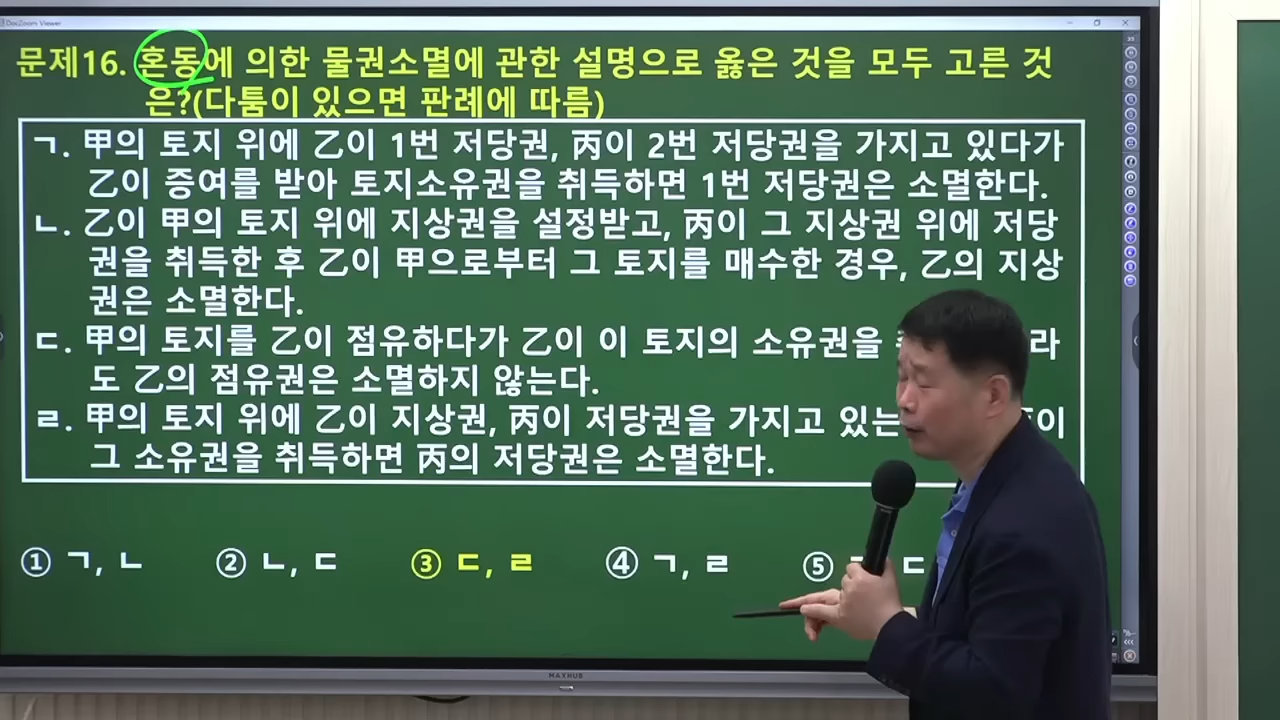 DocZoom Viewer
문제16. 혼동에 의한 물권소멸에 관한 설명으로 옳은 것을 모두 고른 것
은?(다툼이 있으면 판례에 따름)
ㄱ. 甲의 토지 위에 乙이 1번 저당권, 丙이 2번 저당권을 가지고 있다가
乙이 증여를 받아 토지소유권을 취득하면 1번 저당권은 소멸한다.
ㄴ. 乙이 甲의 토지 위에 지상권을 설정받고, 丙이 그 지상권 위에 저당
권을 취득한 후 乙이 甲으로부터 그 토지를 매수한 경우, 乙의 지상
권은 소멸한다.
ㄷ. 甲의 토지를 乙이 점유하다가 乙이 이 토지의 소유권을 라
도 乙의 점유권은 소멸하지 않는다.
ㄹ. 甲의 토지 위에 乙이 지상권, 丙이 저당권을 가지고 있는 이
그 소유권을 취득하면 丙의 저당권은 소멸한다.
① ㄱ, ㄴ ② ㄴ, ㄷ ③ ㄷ, ㄹ ④ ㄱ, ㄹ ⑤ ㄷ
MAXHUB